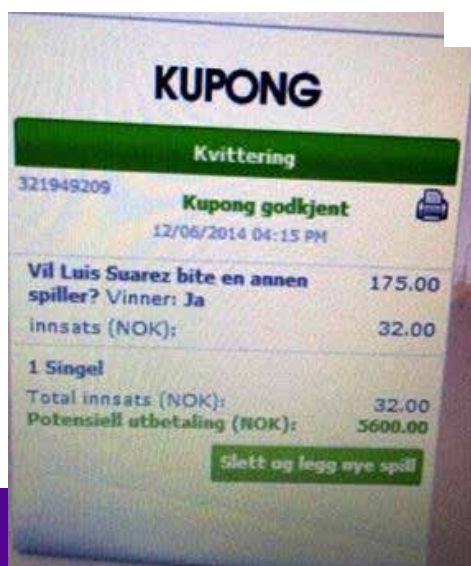 KUPONG
Kvittering
321949209
Kupong godkjent
12/06/2014 04:15 PM
Vil Luis Suarez bite en annen 175.00
spiller? Vinner: Ja
innsats (NOK): 32.00
1 Singel
Total innsats (NOK): 32.00
Potensiell utbetaling (NOK): 5600.00
Slett og legg nye spill